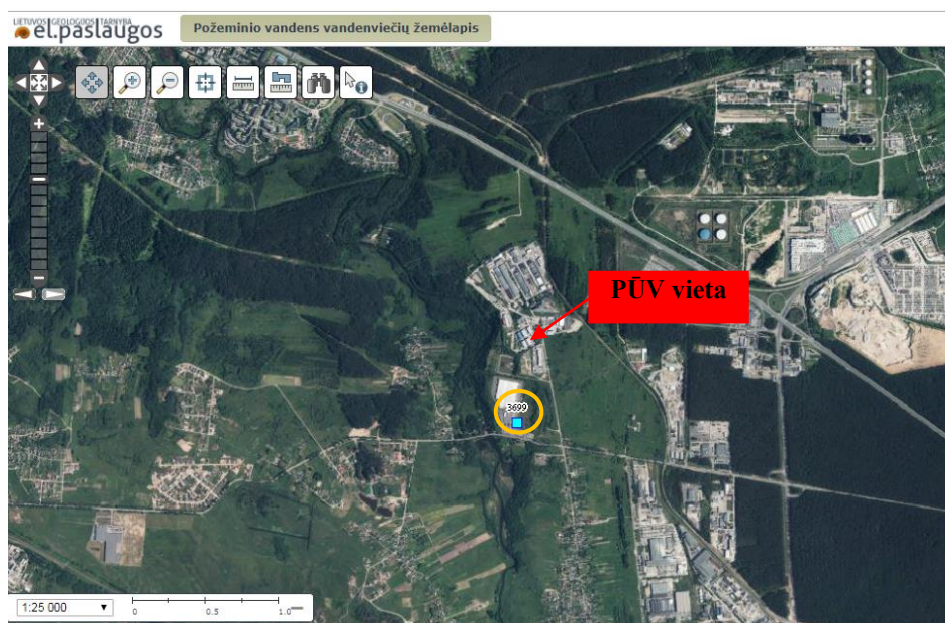 LIETUVOS GEOLOGIJOS TARNYBA
el.paslaugos
Požeminio vandens vandenviečių žemėlapis
PŪV vieta
3699
1:25 000
0 0.5 1.0